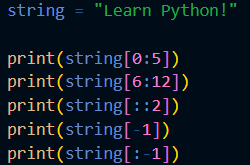 string = "Learn Python!"
print(string[0:5])
print(string[6:12])
print(string[::2])
print(string[-1])
print(string[:-1])